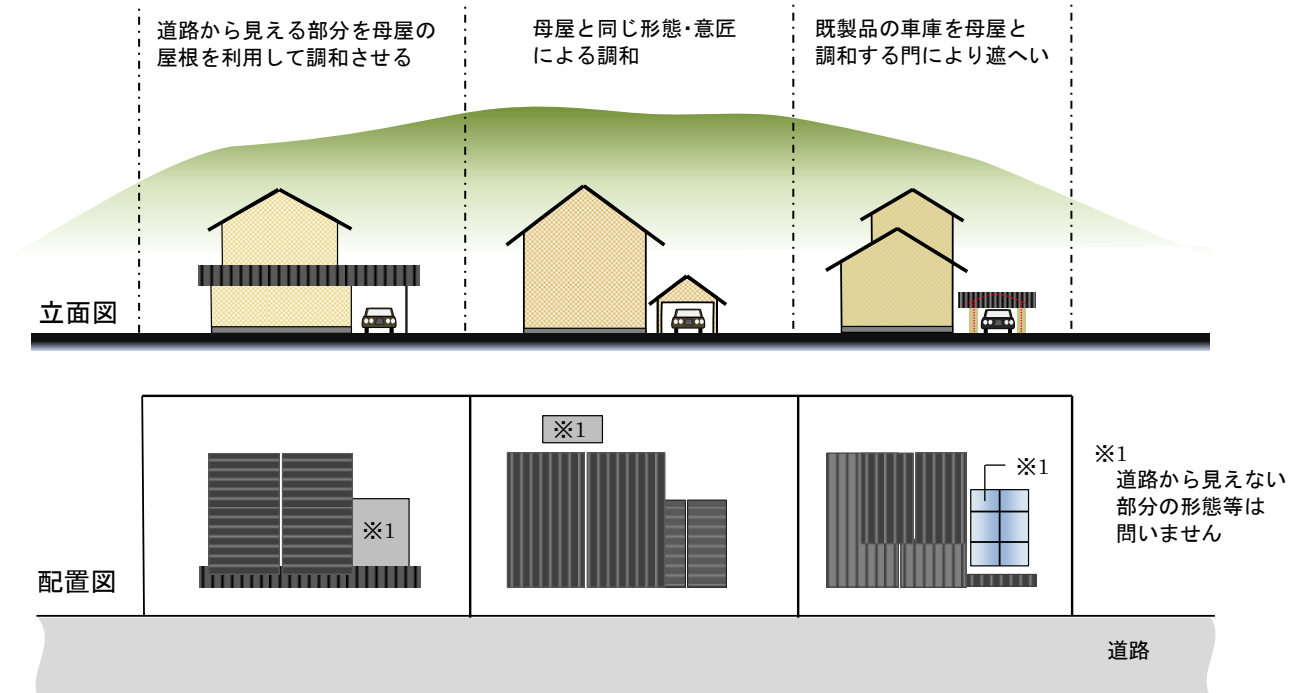 道路から見える部分を母屋の
屋根を利用して調和させる
母屋と同じ形態・意匠
による調和
既製品の車庫を母屋と
調和する門により遮へい
立面図
※1
※1
※1
※1
道路から見えない
部分の形態等は
問いません
配置図
道路